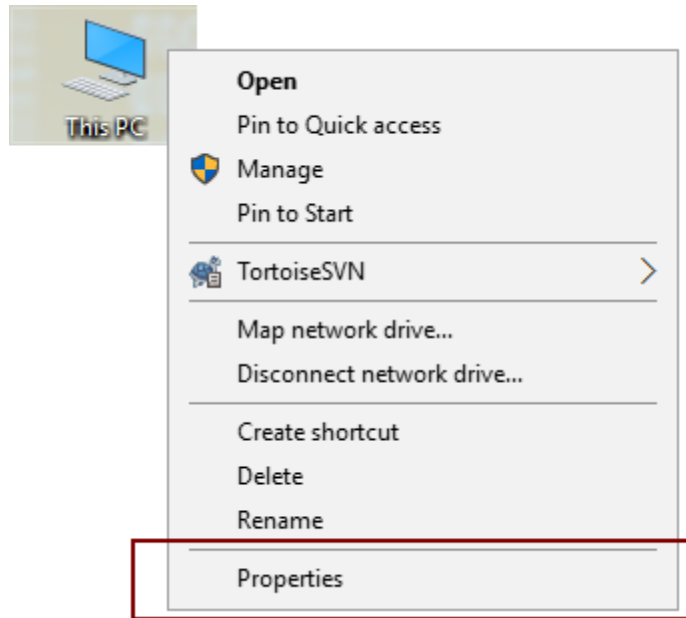 This PC
Open
Pin to Quick access
Manage
Pin to Start
TortoiseSVN
Map network drive...
Disconnect network drive...
Create shortcut
Delete
Rename
Properties